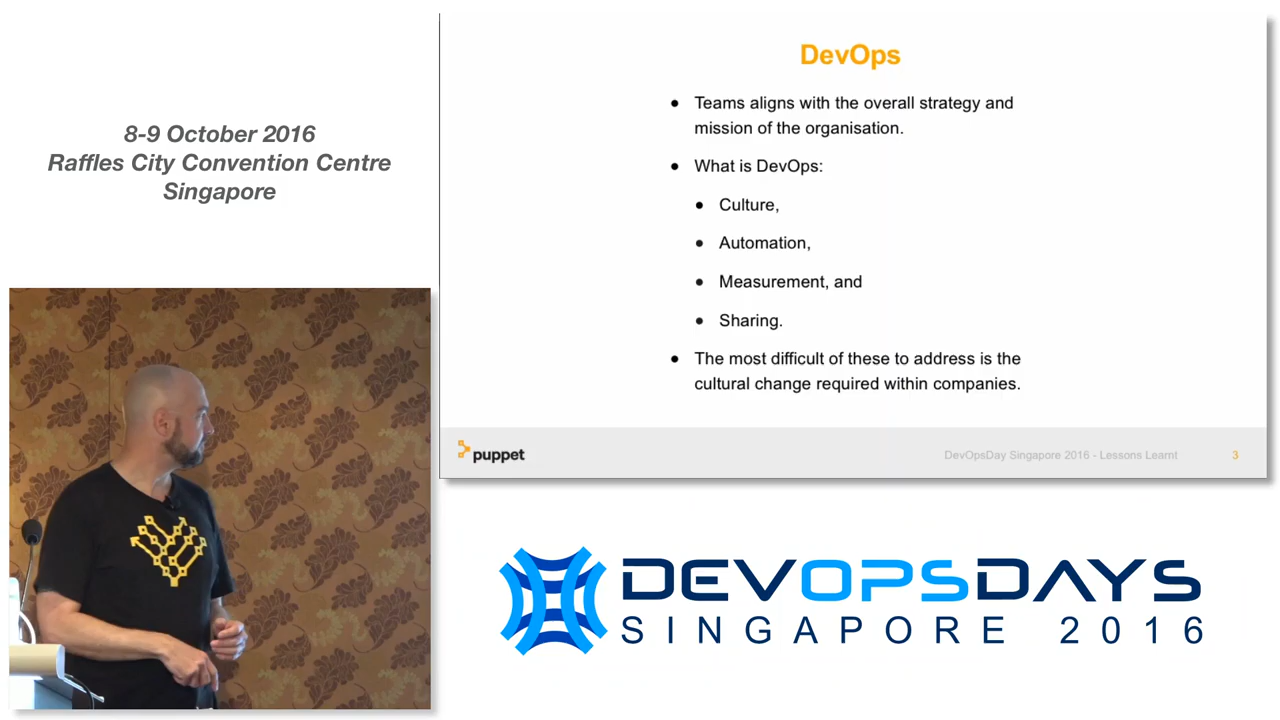 8-9 October 2016
Raffles City Convention Centre
Singapore
DevOps
• Teams aligns with the overall strategy and
mission of the organisation.
• What is DevOps:
• Culture,
• Automation,
• Measurement, and
• Sharing.
• The most difficult of these to address is the
cultural change required within companies.
puppet
DevOpsDay Singapore 2016 - Lessons Learnt
3
DEVOPSDAYS
SINGAPORE 2016